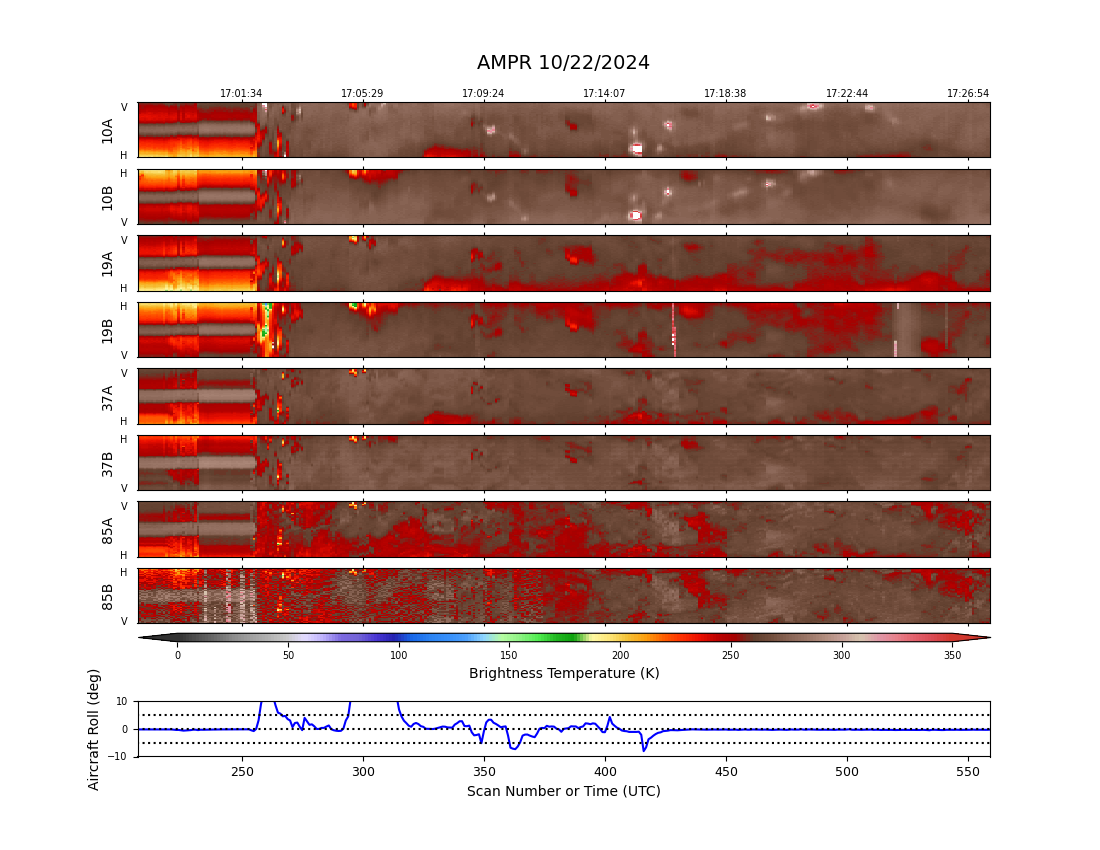 AMPR 10/22/2024
17:01:34 17:05:29 17:09:24 17:14:07 17:18:38 17:22:44 17:26:54
V
10A
H
H
10B
V
V
19A
H
H
19B
V
V
37A
H
H
37B
V
V
85A
H
H
85B
V
0 50 100 150 200 250 300 350
Brightness Temperature (K)
Aircraft Roll (deg)
10
0
−10
250 300 350 400 450 500 550
Scan Number or Time (UTC)